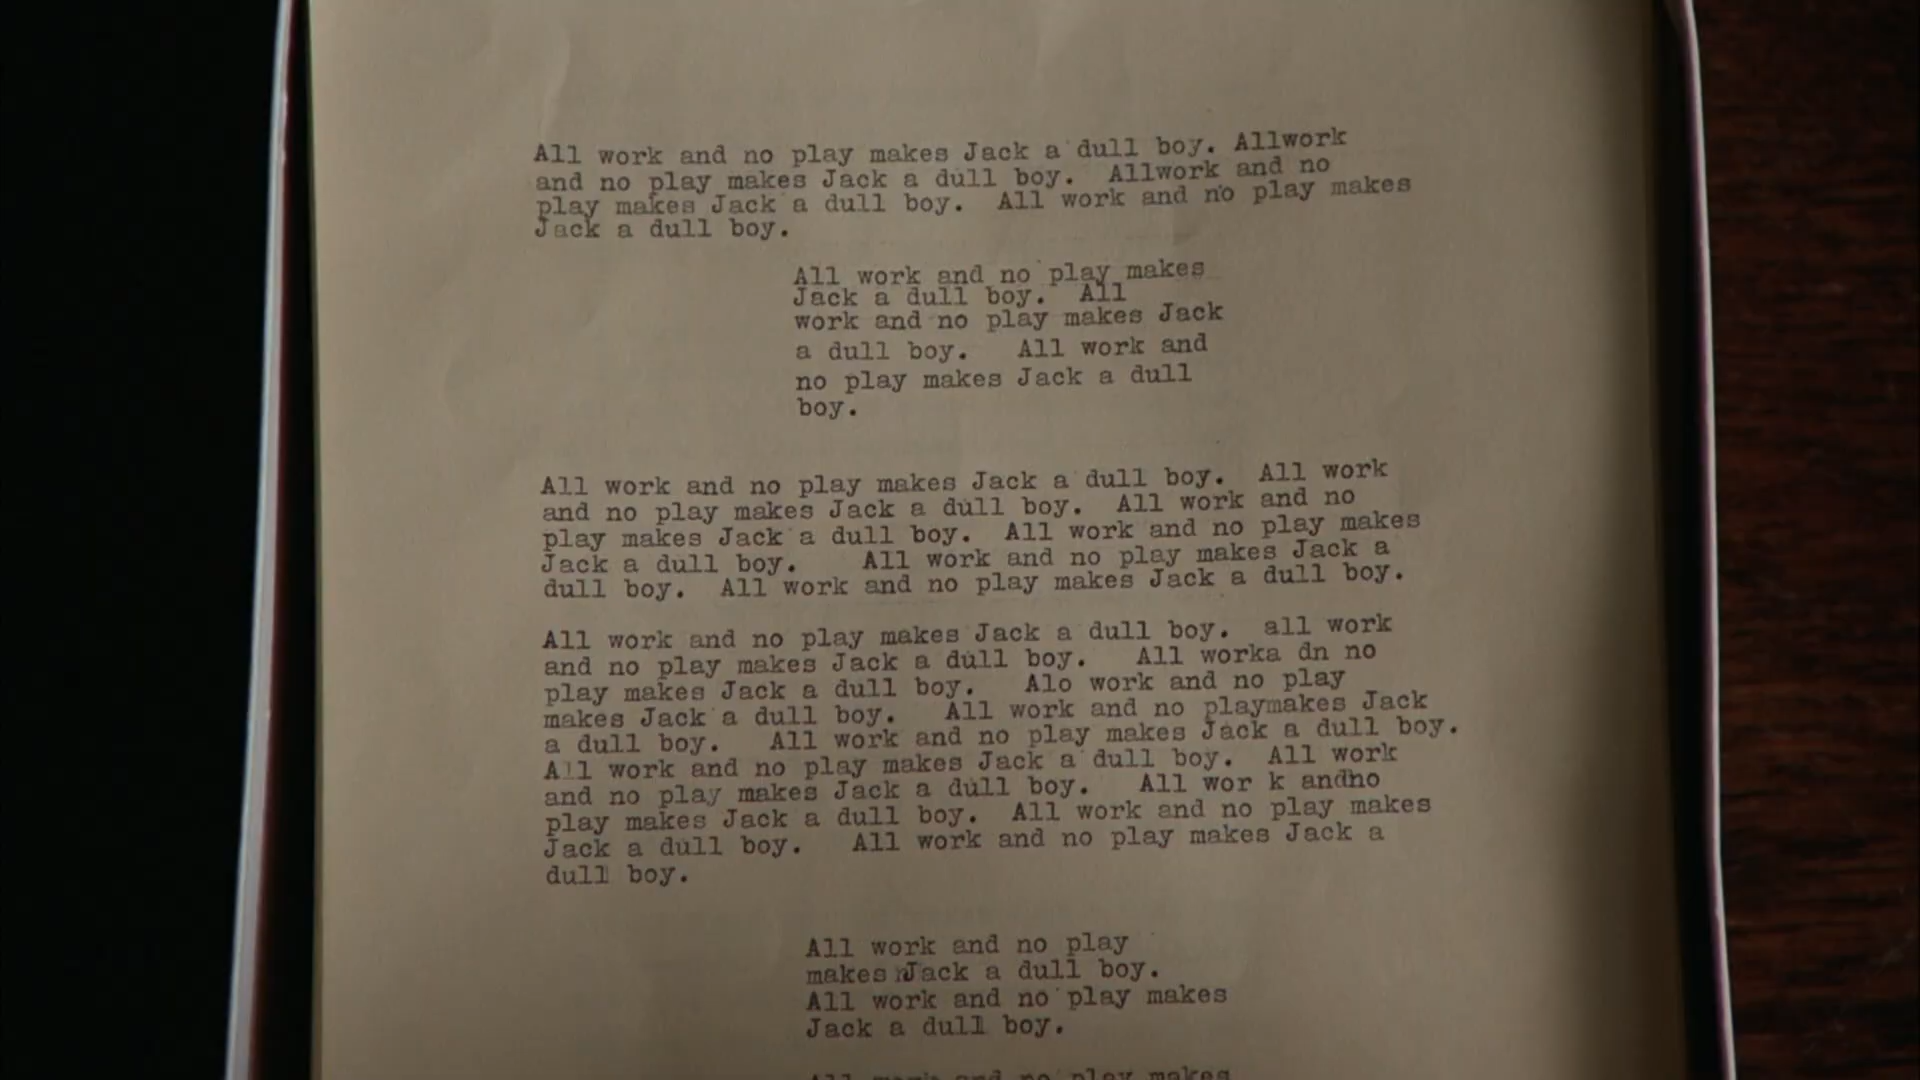 All work and no play makes Jack a dull boy. Allwork
and no play makes Jack a dull boy.  Allwork and no
play makes Jack a dull boy.  All work and no play makes
Jack a dull boy.
All work and no play makes
Jack a dull boy.  All
work and no play makes Jack
a dull boy.   All work and
no play makes Jack a dull
boy.
All work and no play makes Jack a dull boy.  All work
and no play makes Jack a dull boy.  All work and no
play makes Jack a dull boy.  All work and no play makes
Jack a dull boy.    All work and no play makes Jack a
dull boy.  All work and no play makes Jack a dull boy.
All work and no play makes Jack a dull boy.  all work
and no play makes Jack a dull boy.   All worka dn no
play makes Jack a dull boy.   Alo work and no play
makes Jack a dull boy.   All work and no playmakes Jack
a dull boy.   All work and no play makes Jack a dull boy.
All work and no play makes Jack a dull boy.  All work
and no play makes Jack a dull boy.   All wor k andno
play makes Jack a dull boy.  All work and no play makes
Jack a dull boy.   All work and no play makes Jack a
dull boy.
All work and no play
makes Jack a dull boy.
All work and no play makes
Jack a dull boy.
All work and no play makes